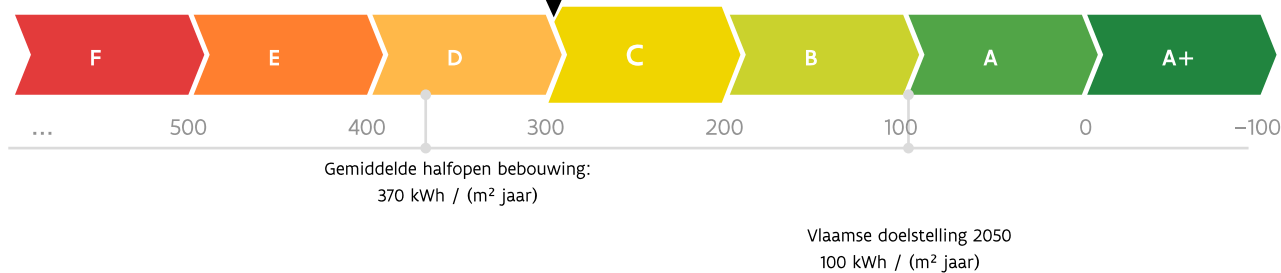 F E D C B A A+
... 500 400 300 200 100 0 −100
Gemiddelde halfopen bebouwing:
370 kWh / (m² jaar)
Vlaamse doelstelling 2050
100 kWh / (m² jaar)